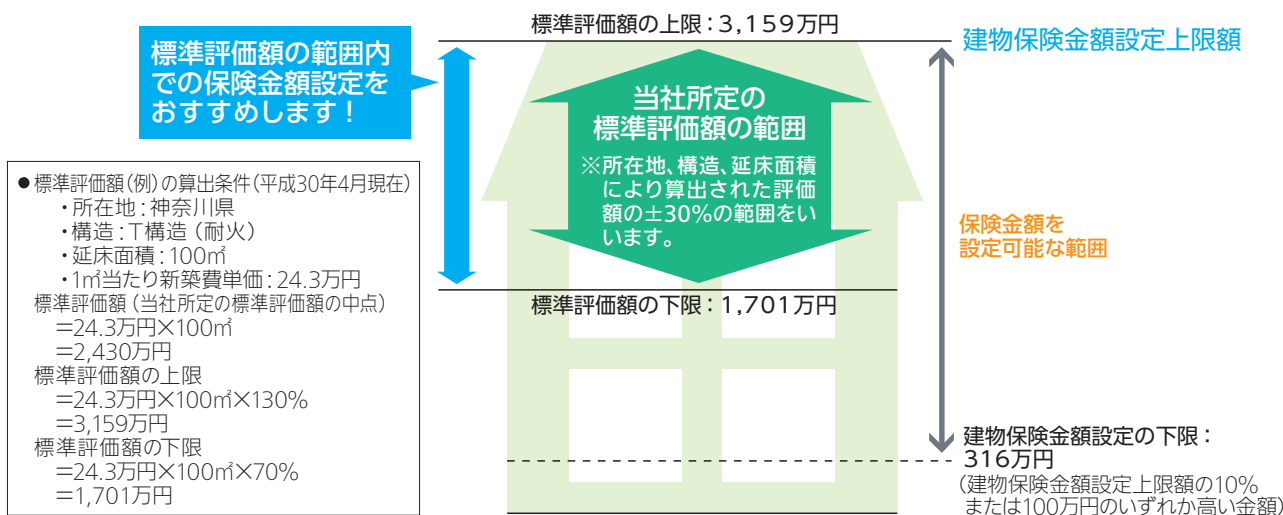 標準評価額の上限：3,159万円
標準評価額の範囲内
での保険金額設定を
おすすめします！
建物保険金額設定上限額
当社所定の
標準評価額の範囲
※所在地、構造、延床面積
により算出された評価
額の±30％の範囲をい
います。
●標準評価額(例)の算出条件(平成30年4月現在)
・所在地：神奈川県
・構造：T構造（耐火）
・延床面積：100㎡
・1㎡当たり新築費単価：24.3万円
標準評価額（当社所定の標準評価額の中点）
＝24.3万円×100㎡
＝2,430万円
標準評価額の上限
＝24.3万円×100㎡×130％
＝3,159万円
標準評価額の下限
＝24.3万円×100㎡×70％
＝1,701万円
保険金額を
設定可能な範囲
標準評価額の下限：1,701万円
建物保険金額設定の下限：
316万円
（建物保険金額設定上限額の10％
または100万円のいずれか高い金額）